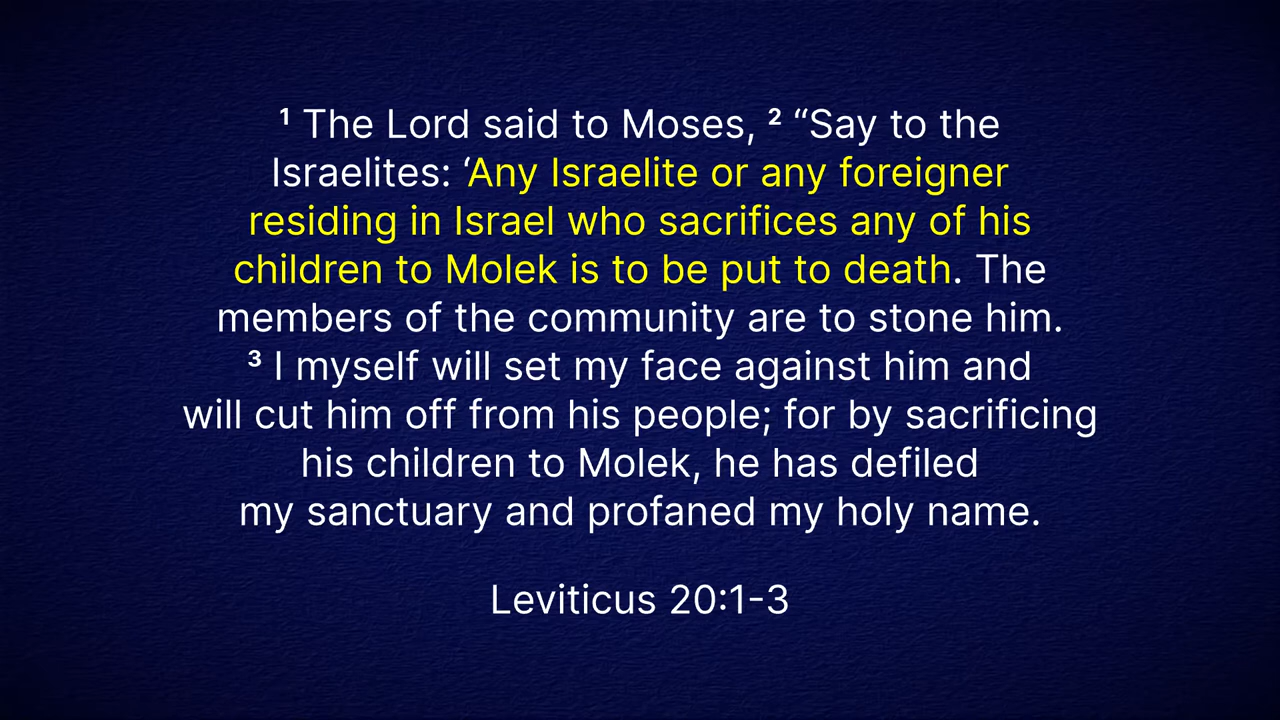 ¹ The Lord said to Moses, ² “Say to the
Israelites: ‘Any Israelite or any foreigner
residing in Israel who sacrifices any of his
children to Molek is to be put to death. The
members of the community are to stone him.
³ I myself will set my face against him and
will cut him off from his people; for by sacrificing
his children to Molek, he has defiled
my sanctuary and profaned my holy name.
Leviticus 20:1-3